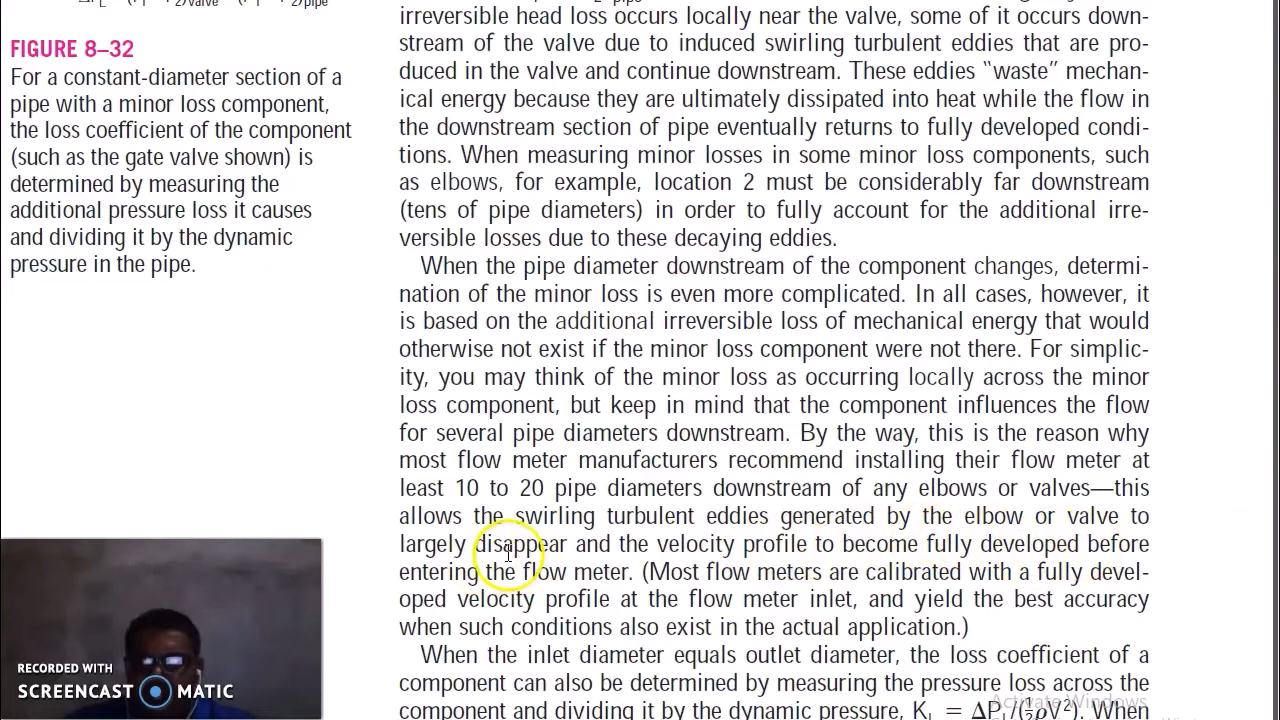 FIGURE 8–32
For a constant-diameter section of a
pipe with a minor loss component,
the loss coefficient of the component
(such as the gate valve shown) is
determined by measuring the
additional pressure loss it causes
and dividing it by the dynamic
pressure in the pipe.
irreversible head loss occurs locally near the valve, some of it occurs down-
stream of the valve due to induced swirling turbulent eddies that are pro-
duced in the valve and continue downstream. These eddies “waste” mechan-
ical energy because they are ultimately dissipated into heat while the flow in
the downstream section of pipe eventually returns to fully developed condi-
tions. When measuring minor losses in some minor loss components, such
as elbows, for example, location 2 must be considerably far downstream
(tens of pipe diameters) in order to fully account for the additional irre-
versible losses due to these decaying eddies.
When the pipe diameter downstream of the component changes, determi-
nation of the minor loss is even more complicated. In all cases, however, it
is based on the additional irreversible loss of mechanical energy that would
otherwise not exist if the minor loss component were not there. For simplic-
ity, you may think of the minor loss as occurring locally across the minor
loss component, but keep in mind that the component influences the flow
for several pipe diameters downstream. By the way, this is the reason why
most flow meter manufacturers recommend installing their flow meter at
least 10 to 20 pipe diameters downstream of any elbows or valves—this
allows the swirling turbulent eddies generated by the elbow or valve to
largely disappear and the velocity profile to become fully developed before
entering the flow meter. (Most flow meters are calibrated with a fully devel-
oped velocity profile at the flow meter inlet, and yield the best accuracy
when such conditions also exist in the actual application.)
When the inlet diameter equals outlet diameter, the loss coefficient of a
component can also be determined by measuring the pressure loss across the
component and dividing it by the dynamic pressure, K_L = ΔP_L/(½ρV²). When
Activate Windows
RECORDED WITH
SCREENCAST MATIC